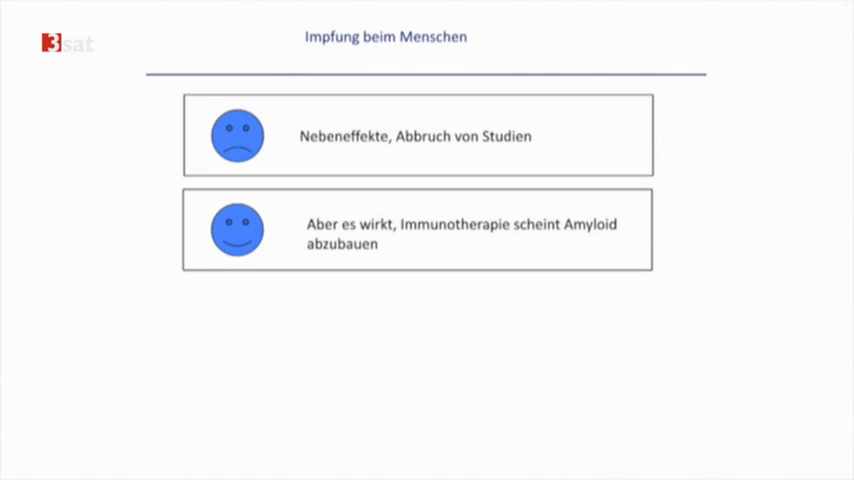 3sat
Impfung beim Menschen
Nebeneffekte, Abbruch von Studien
Aber es wirkt, Immunotherapie scheint Amyloid
abzubauen